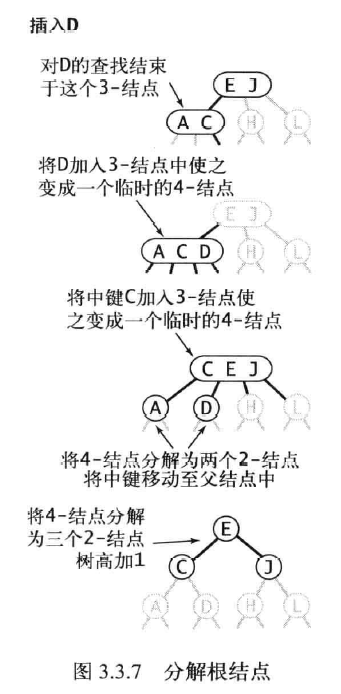 插入D
对D的查找结束
于这个3-结点
E J
A C
H
L
将D加入3-结点中使之
变成一个临时的4-结点
E J
A C D
H
L
将中键C加入3-结点使
之变成一个临时的4-结点
C E J
A
D
H
L
将4-结点分解为两个2-结点
将中键移动至父结点中
将4-结点分解
为三个2-结点
树高加1
E
C
J
A
D
H
L
图 3.3.7 分解根结点